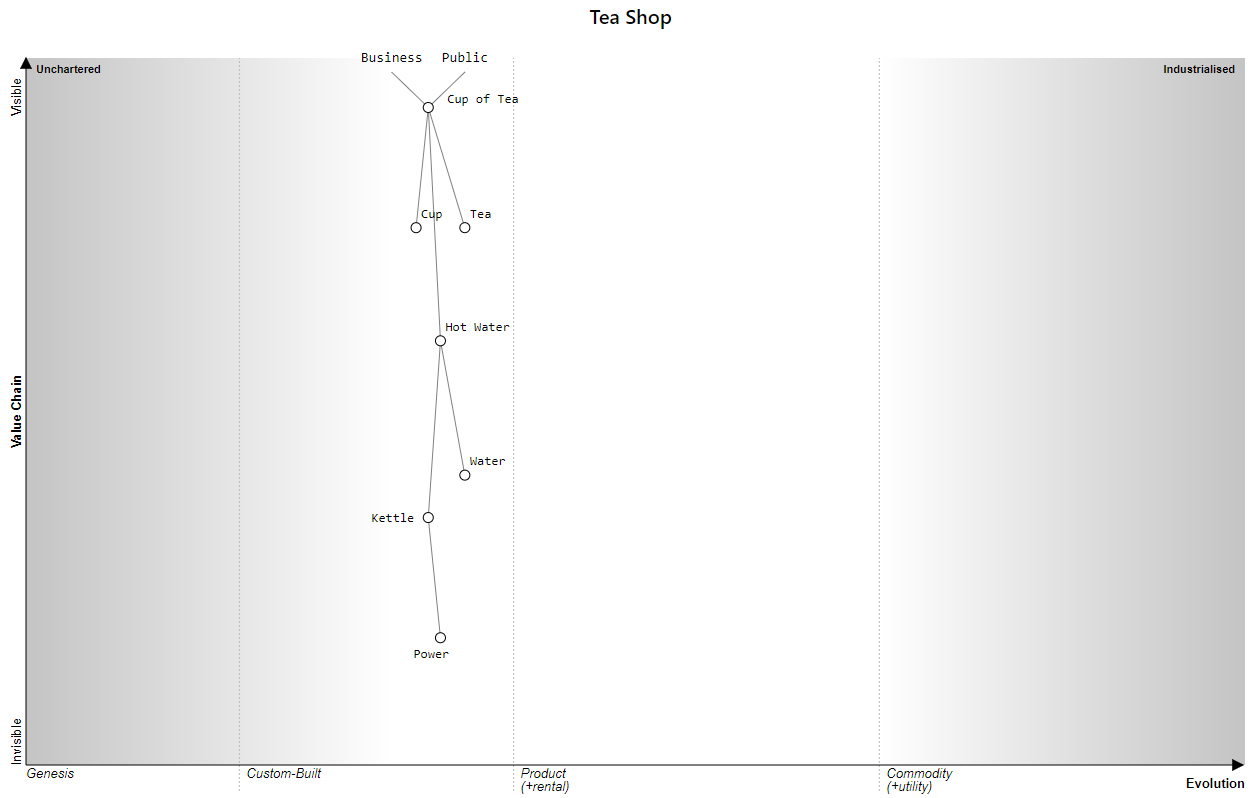 Tea Shop
Business
Public
Unchartered
Industrialised
Visible
Cup of Tea
Cup
Tea
Hot Water
Value Chain
Water
Kettle
Power
Invisible
Genesis
Custom-Built
Product
(+rental)
Commodity
(+utility)
Evolution